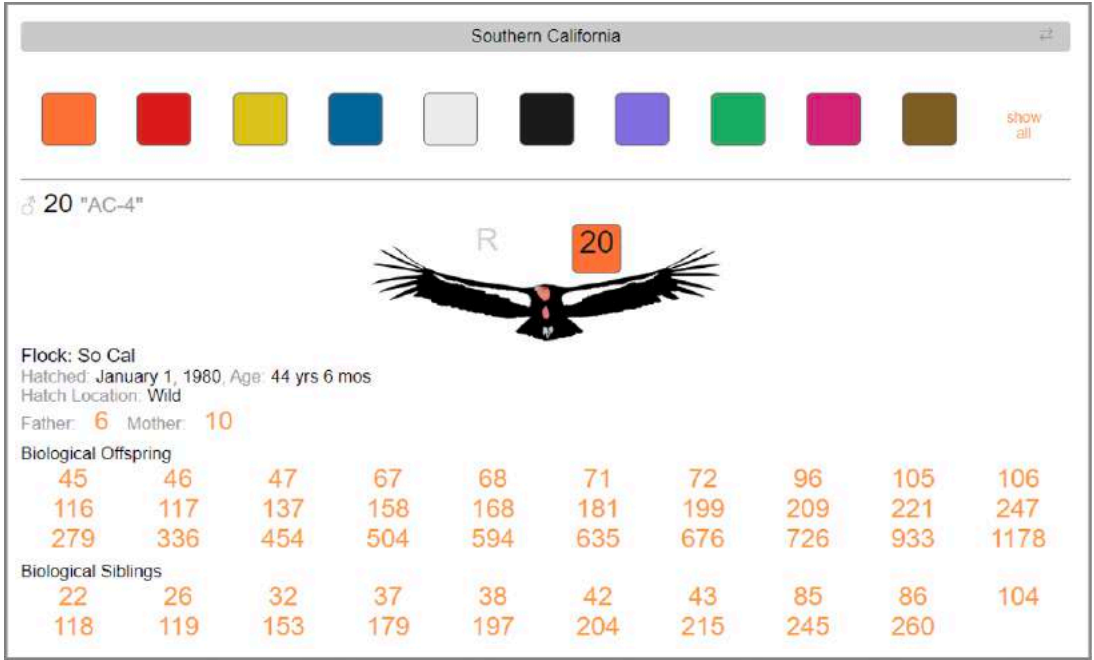 Southern California
show
all
♂ 20 "AC-4"
R
20
Flock: So Cal
Hatched: January 1, 1980, Age: 44 yrs 6 mos
Hatch Location: Wild
Father: 6 Mother: 10
Biological Offspring
45 46 47 67 68 71 72 96 105 106
116 117 137 158 168 181 199 209 221 247
279 336 454 504 594 635 676 726 933 1178
Biological Siblings
22 26 32 37 38 42 43 85 86 104
118 119 153 179 197 204 215 245 260